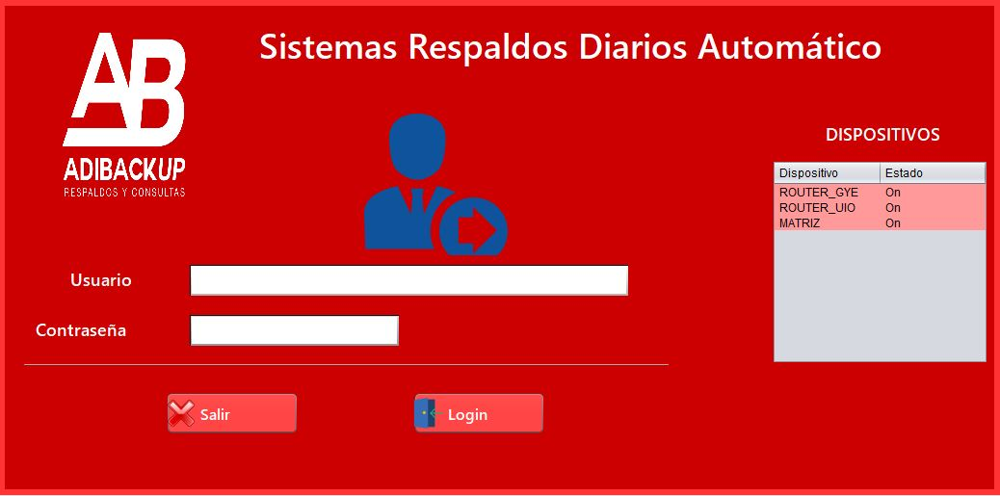 Sistemas Respaldos Diarios Automático
AB
ADIBACKUP
RESPALDOS Y CONSULTAS
DISPOSITIVOS
Dispositivo Estado
ROUTER_GYE On
ROUTER_UIO On
MATRIZ On
Usuario
Contraseña
Salir
Login